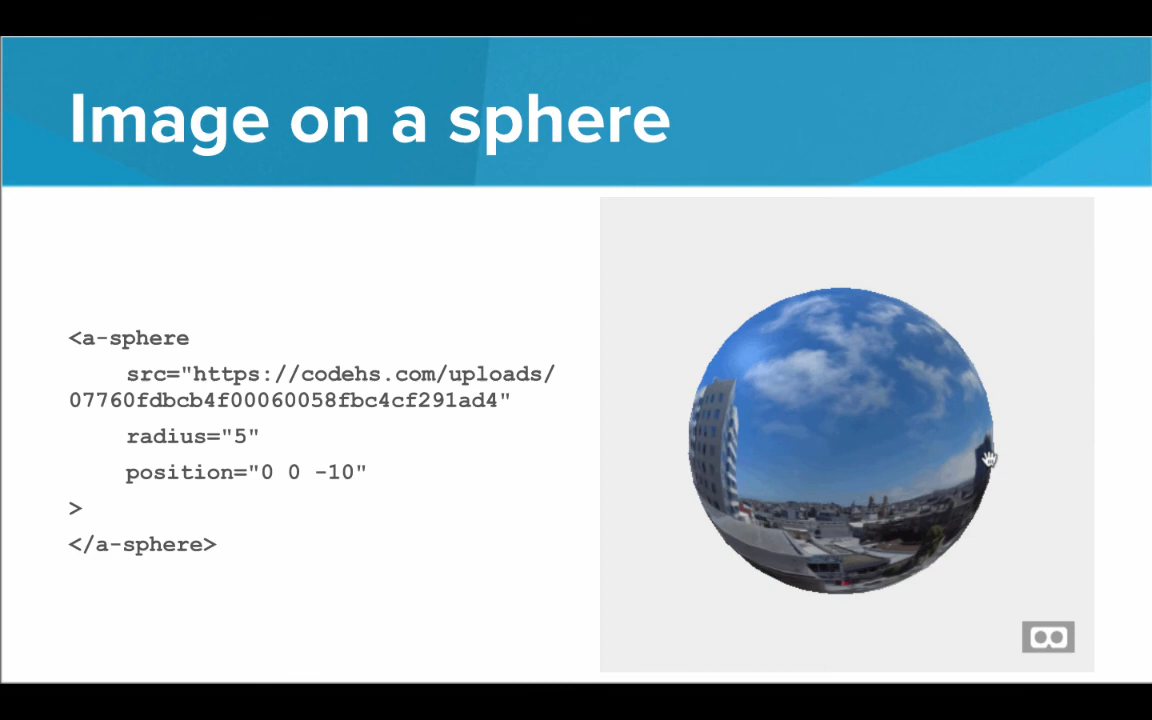 Image on a sphere
<a-sphere
src="https://codehs.com/uploads/
07760fdbcb4f00060058fbc4cf291ad4"
radius="5"
position="0 0 -10"
>
</a-sphere>